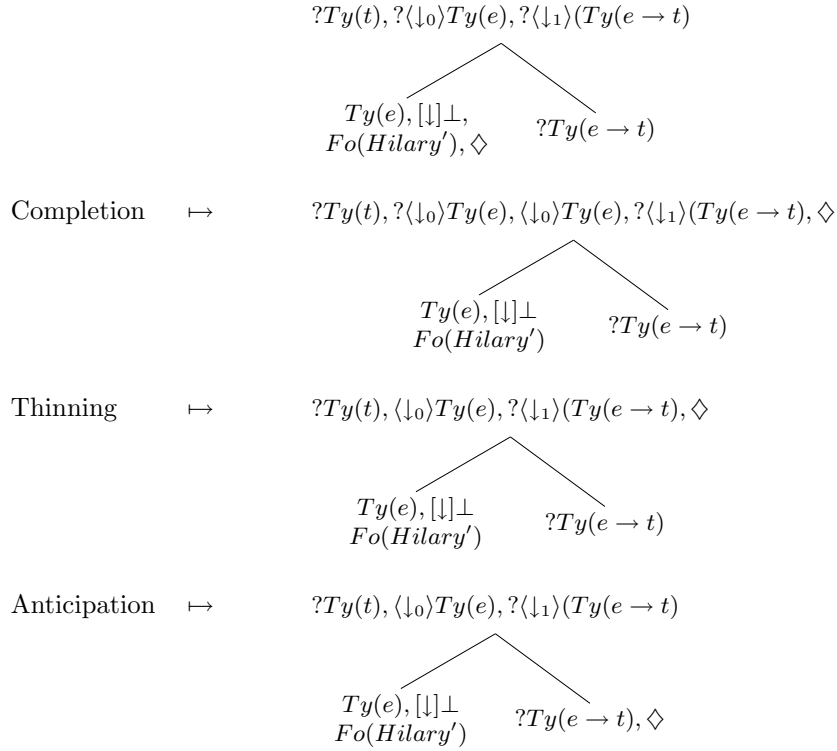 ?Ty(t), ?⟨↓₀⟩Ty(e), ?⟨↓₁⟩(Ty(e → t)
Ty(e), [↓]⊥,
Fo(Hilary′), ◇
?Ty(e → t)
Completion ↦ ?Ty(t), ?⟨↓₀⟩Ty(e), ⟨↓₀⟩Ty(e), ?⟨↓₁⟩(Ty(e → t), ◇
Ty(e), [↓]⊥
Fo(Hilary′)
?Ty(e → t)
Thinning ↦ ?Ty(t), ⟨↓₀⟩Ty(e), ?⟨↓₁⟩(Ty(e → t), ◇
Ty(e), [↓]⊥
Fo(Hilary′)
?Ty(e → t)
Anticipation ↦ ?Ty(t), ⟨↓₀⟩Ty(e), ?⟨↓₁⟩(Ty(e → t)
Ty(e), [↓]⊥
Fo(Hilary′)
?Ty(e → t), ◇